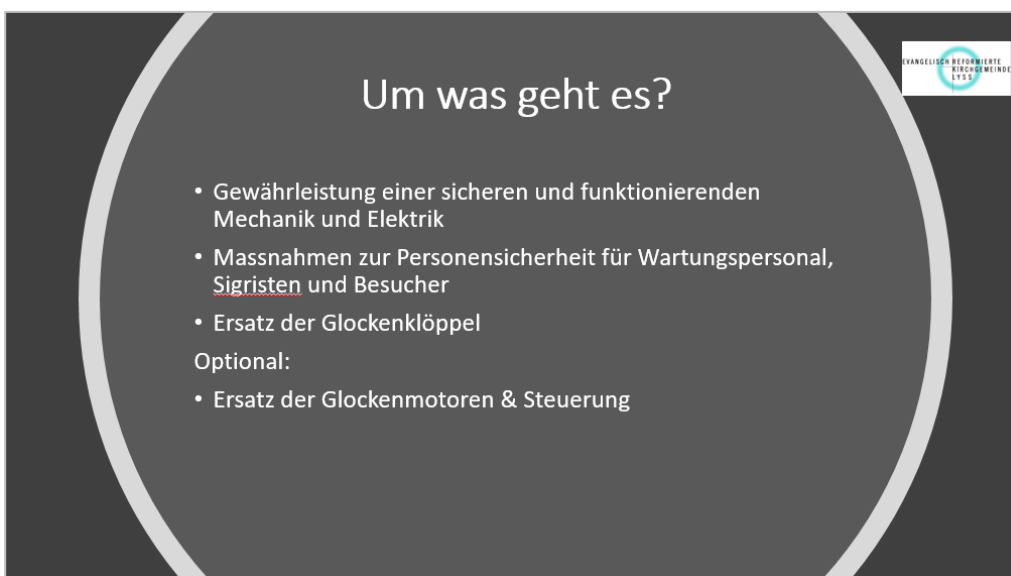 EVANGELISCH REFORMIERTE
KIRCHGEMEINDE
LYSS
Um was geht es?
• Gewährleistung einer sicheren und funktionierenden
Mechanik und Elektrik
• Massnahmen zur Personensicherheit für Wartungspersonal,
Sigristen und Besucher
• Ersatz der Glockenklöppel
Optional:
• Ersatz der Glockenmotoren & Steuerung